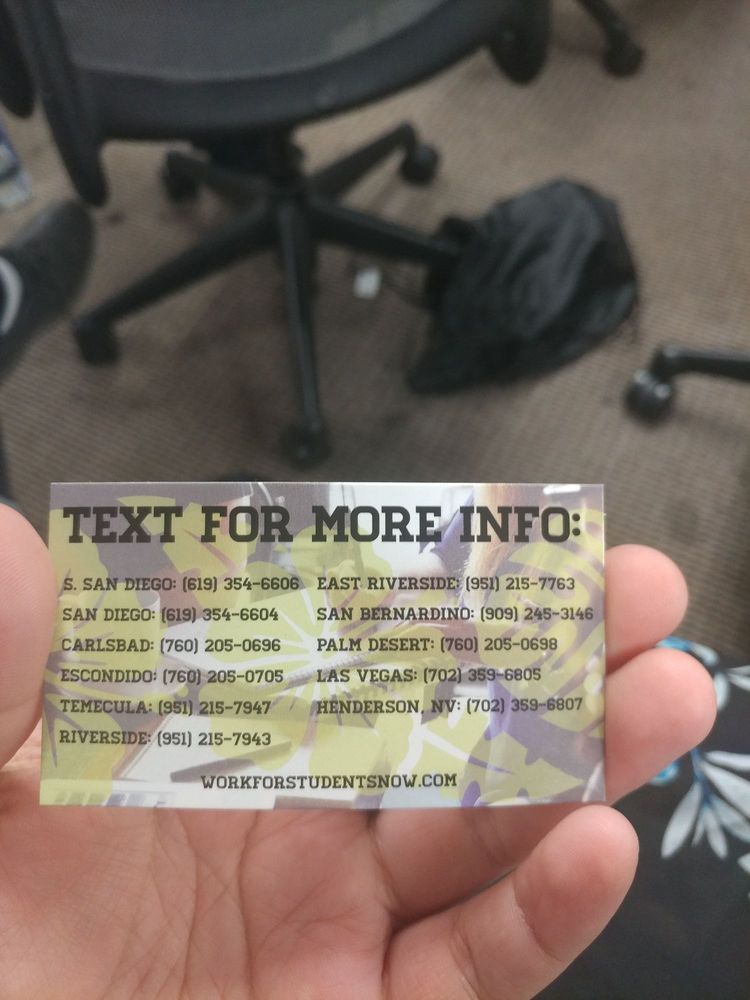 TEXT FOR MORE INFO:
S. SAN DIEGO: (619) 354-6606
SAN DIEGO: (619) 354-6604
CARLSBAD: (760) 205-0696
ESCONDIDO: (760) 205-0705
TEMECULA: (951) 215-7947
RIVERSIDE: (951) 215-7943
EAST RIVERSIDE: (951) 215-7763
SAN BERNARDINO: (909) 245-3146
PALM DESERT: (760) 205-0698
LAS VEGAS: (702) 359-6805
HENDERSON, NV: (702) 359-6807
WORKFORSTUDENTSNOW.COM